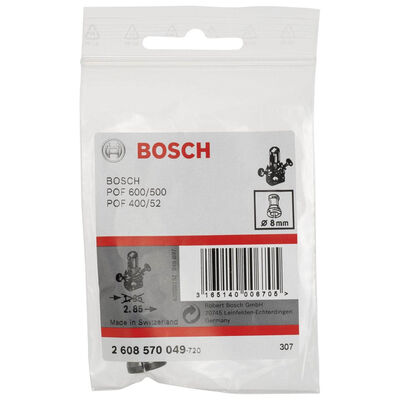 BOSCH
BOSCH
POF 600/500
POF 400/52
Ø 8mm
2.85
Made in Switzerland
3 165140 006705
Robert Bosch GmbH
70745 Leinfelden-Echterdingen
Germany
2 608 570 049-720
307